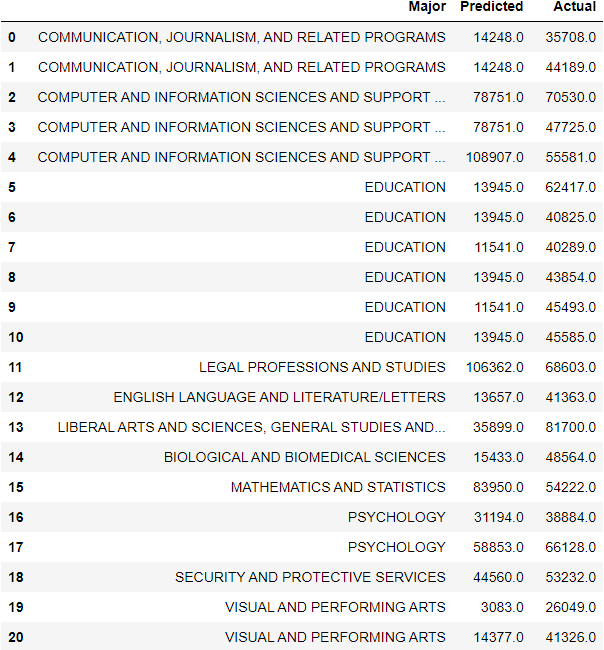 Major Predicted Actual
0 COMMUNICATION, JOURNALISM, AND RELATED PROGRAMS 14248.0 35708.0
1 COMMUNICATION, JOURNALISM, AND RELATED PROGRAMS 14248.0 44189.0
2 COMPUTER AND INFORMATION SCIENCES AND SUPPORT ... 78751.0 70530.0
3 COMPUTER AND INFORMATION SCIENCES AND SUPPORT ... 78751.0 47725.0
4 COMPUTER AND INFORMATION SCIENCES AND SUPPORT ... 108907.0 55581.0
5 EDUCATION 13945.0 62417.0
6 EDUCATION 13945.0 40825.0
7 EDUCATION 11541.0 40289.0
8 EDUCATION 13945.0 43854.0
9 EDUCATION 11541.0 45493.0
10 EDUCATION 13945.0 45585.0
11 LEGAL PROFESSIONS AND STUDIES 106362.0 68603.0
12 ENGLISH LANGUAGE AND LITERATURE/LETTERS 13657.0 41363.0
13 LIBERAL ARTS AND SCIENCES, GENERAL STUDIES AND... 35899.0 81700.0
14 BIOLOGICAL AND BIOMEDICAL SCIENCES 15433.0 48564.0
15 MATHEMATICS AND STATISTICS 83950.0 54222.0
16 PSYCHOLOGY 31194.0 38884.0
17 PSYCHOLOGY 58853.0 66128.0
18 SECURITY AND PROTECTIVE SERVICES 44560.0 53232.0
19 VISUAL AND PERFORMING ARTS 3083.0 26049.0
20 VISUAL AND PERFORMING ARTS 14377.0 41326.0